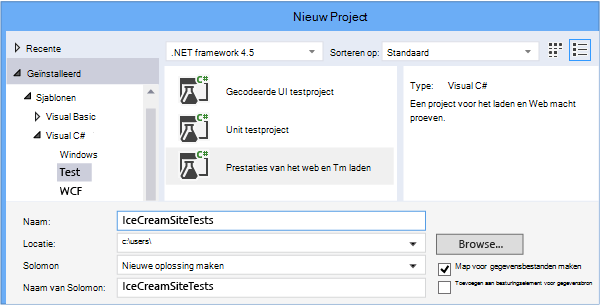 Nieuw Project
Recente
Geïnstalleerd
Sjablonen
Visual Basic
Visual C#
Windows
Test
WCF
.NET framework 4.5
Sorteren op: Standaard
C# Gecodeerde UI testproject
C# Unit testproject
C# Prestaties van het web en Tm laden
Type: Visual C#
Een project voor het laden en Web macht
proeven.
Naam: IceCreamSiteTests
Locatie: c:\users\
Browse...
Solomon Nieuwe oplossing maken
Map voor gegevensbestanden maken
Naam van Solomon: IceCreamSiteTests
Toevoegen aan besturingselement voor gegevensbron